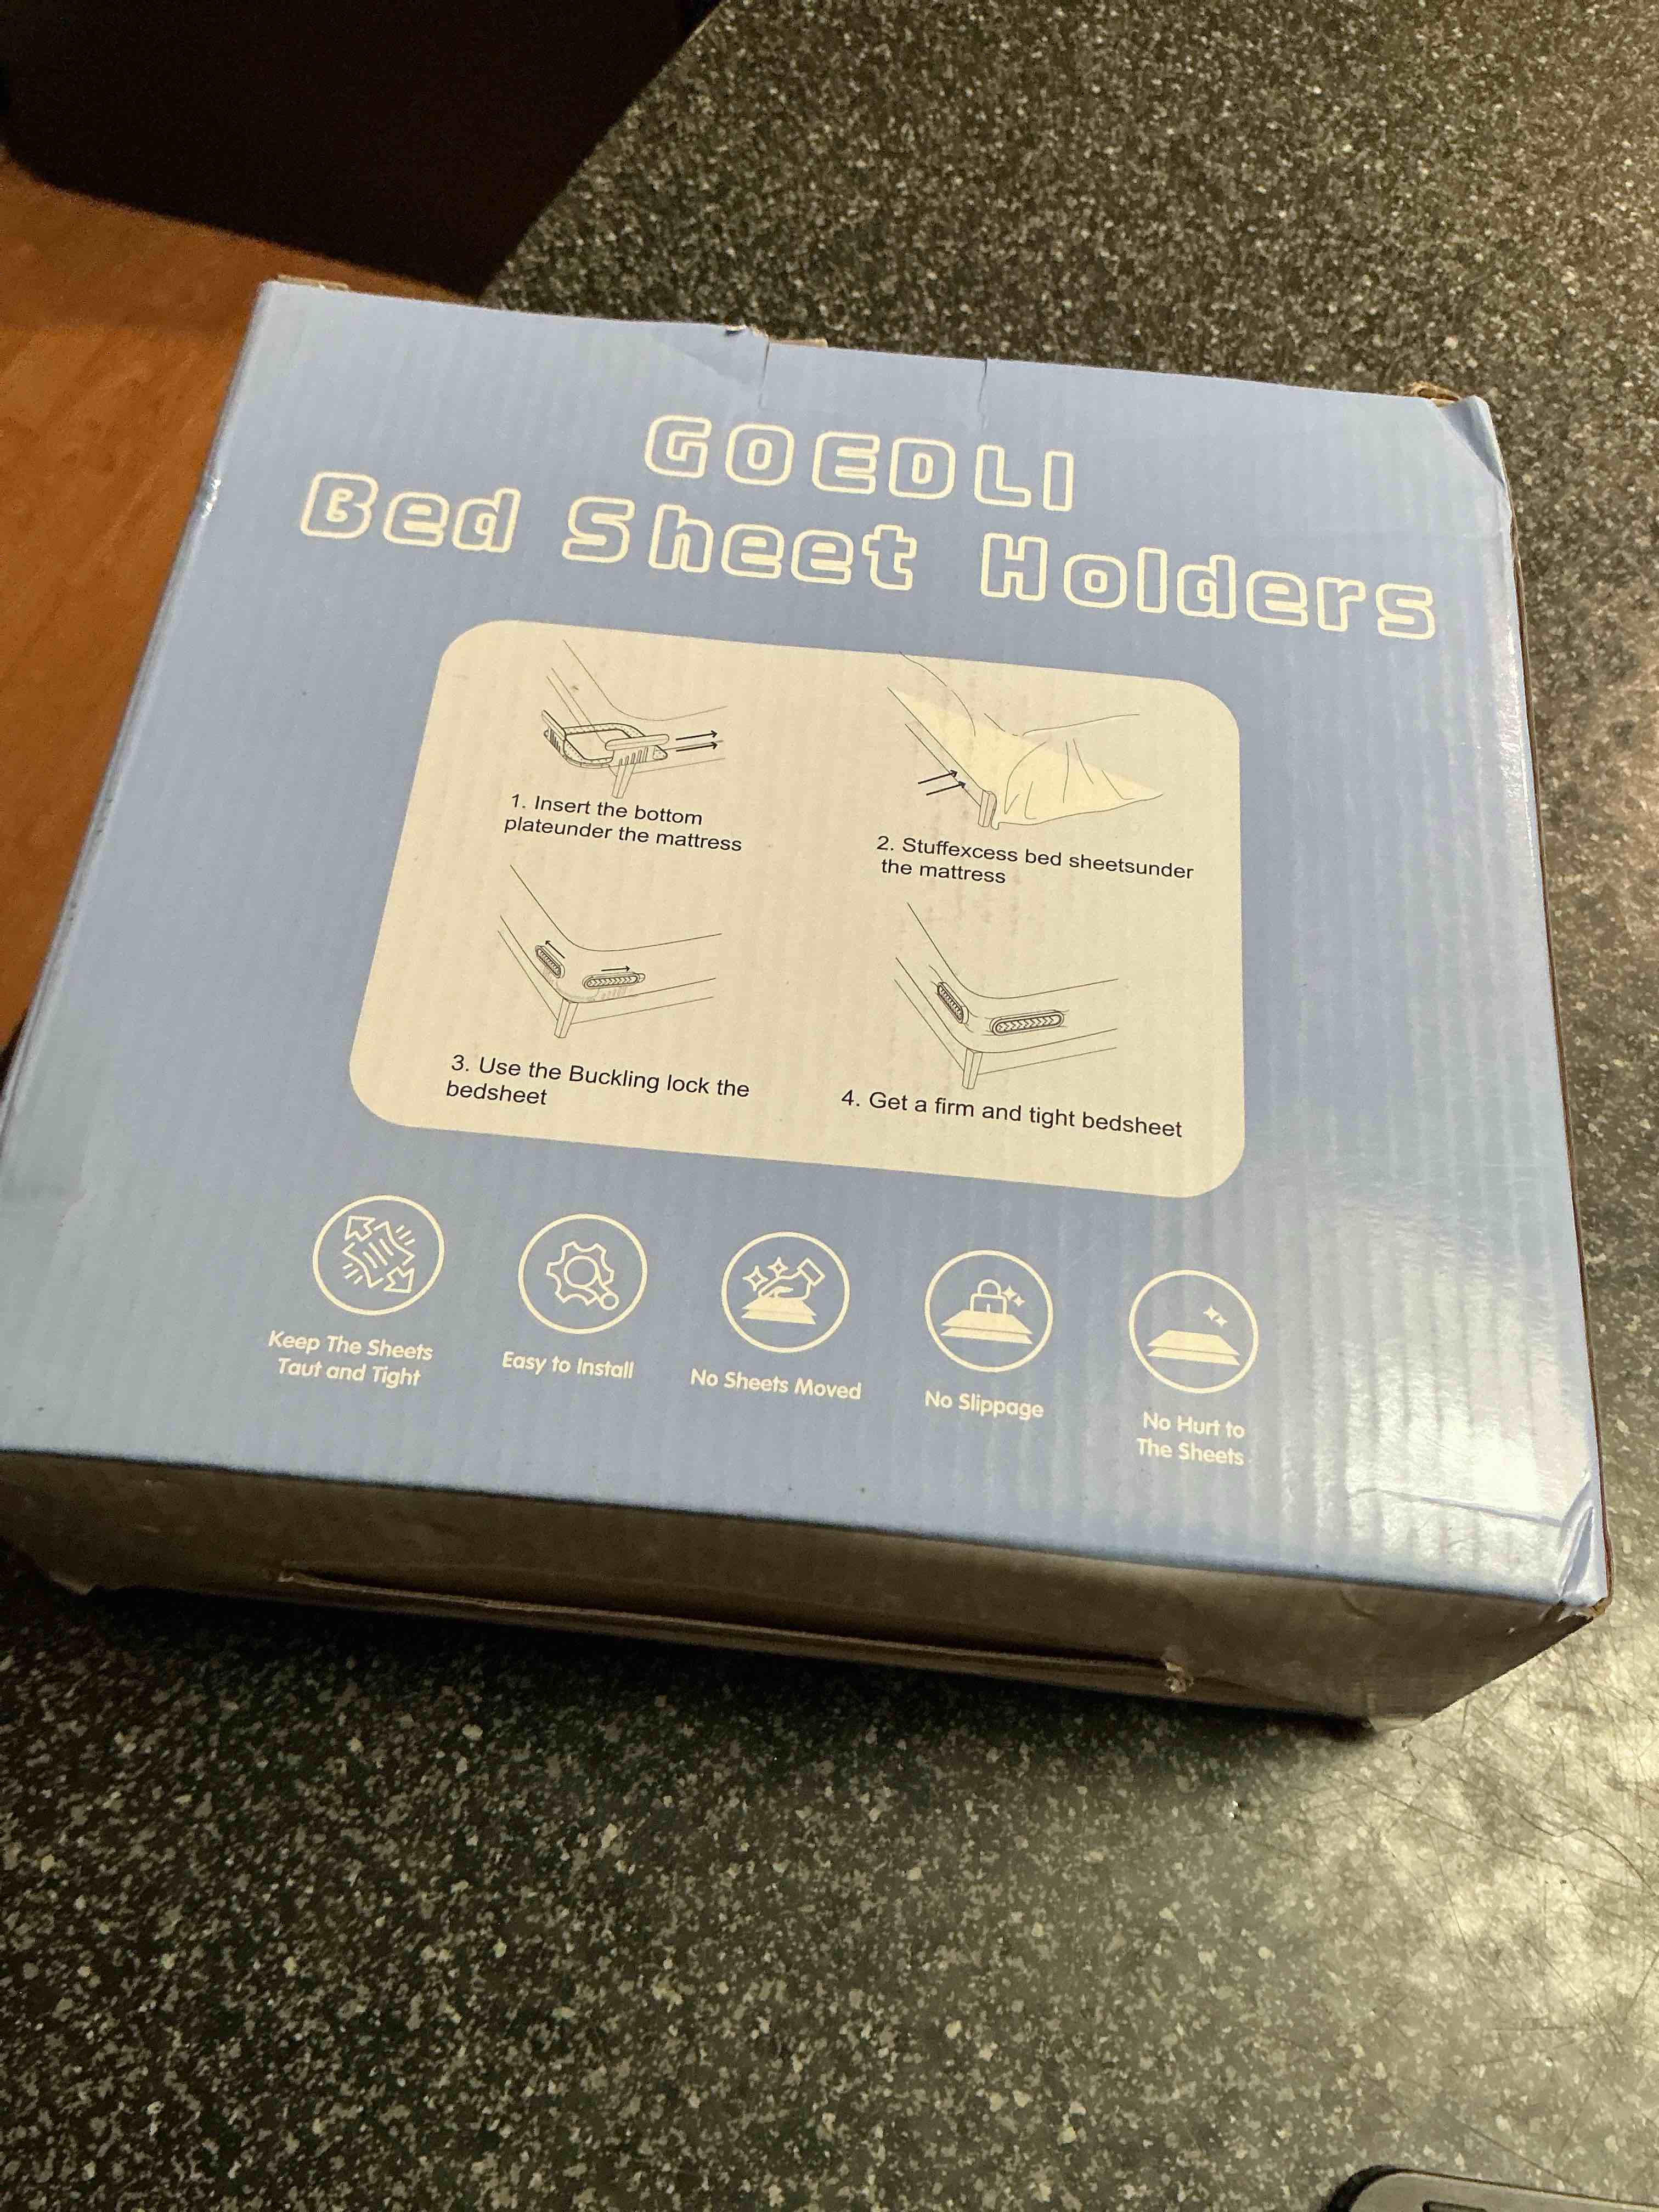 GOEDLI
Bed Sheet Holders
1. Insert the bottom
plateunder the mattress
2. Stuffexcess bed sheetsunder
the mattress
3. Use the Buckling lock the
bedsheet
4. Get a firm and tight bedsheet
Keep The Sheets
Taut and Tight
Easy to Install
No Sheets Moved
No Slippage
No Hurt to
The Sheets